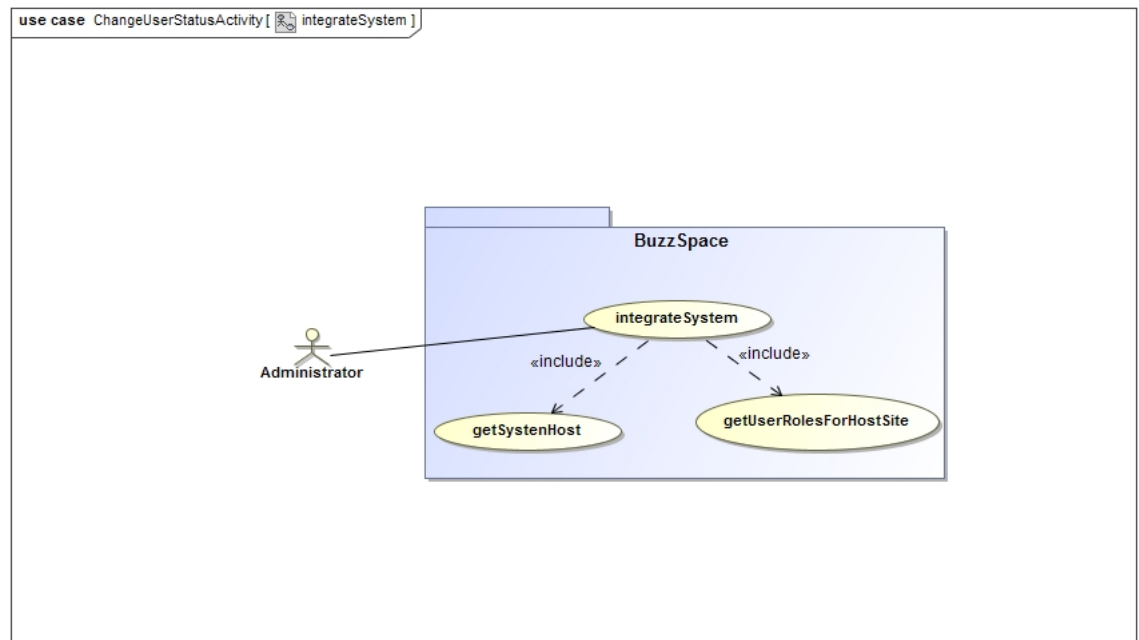 use case ChangeUserStatusActivity [ integrateSystem ]
BuzzSpace
integrateSystem
Administrator
«include»
«include»
getSystenHost
getUserRolesForHostSite